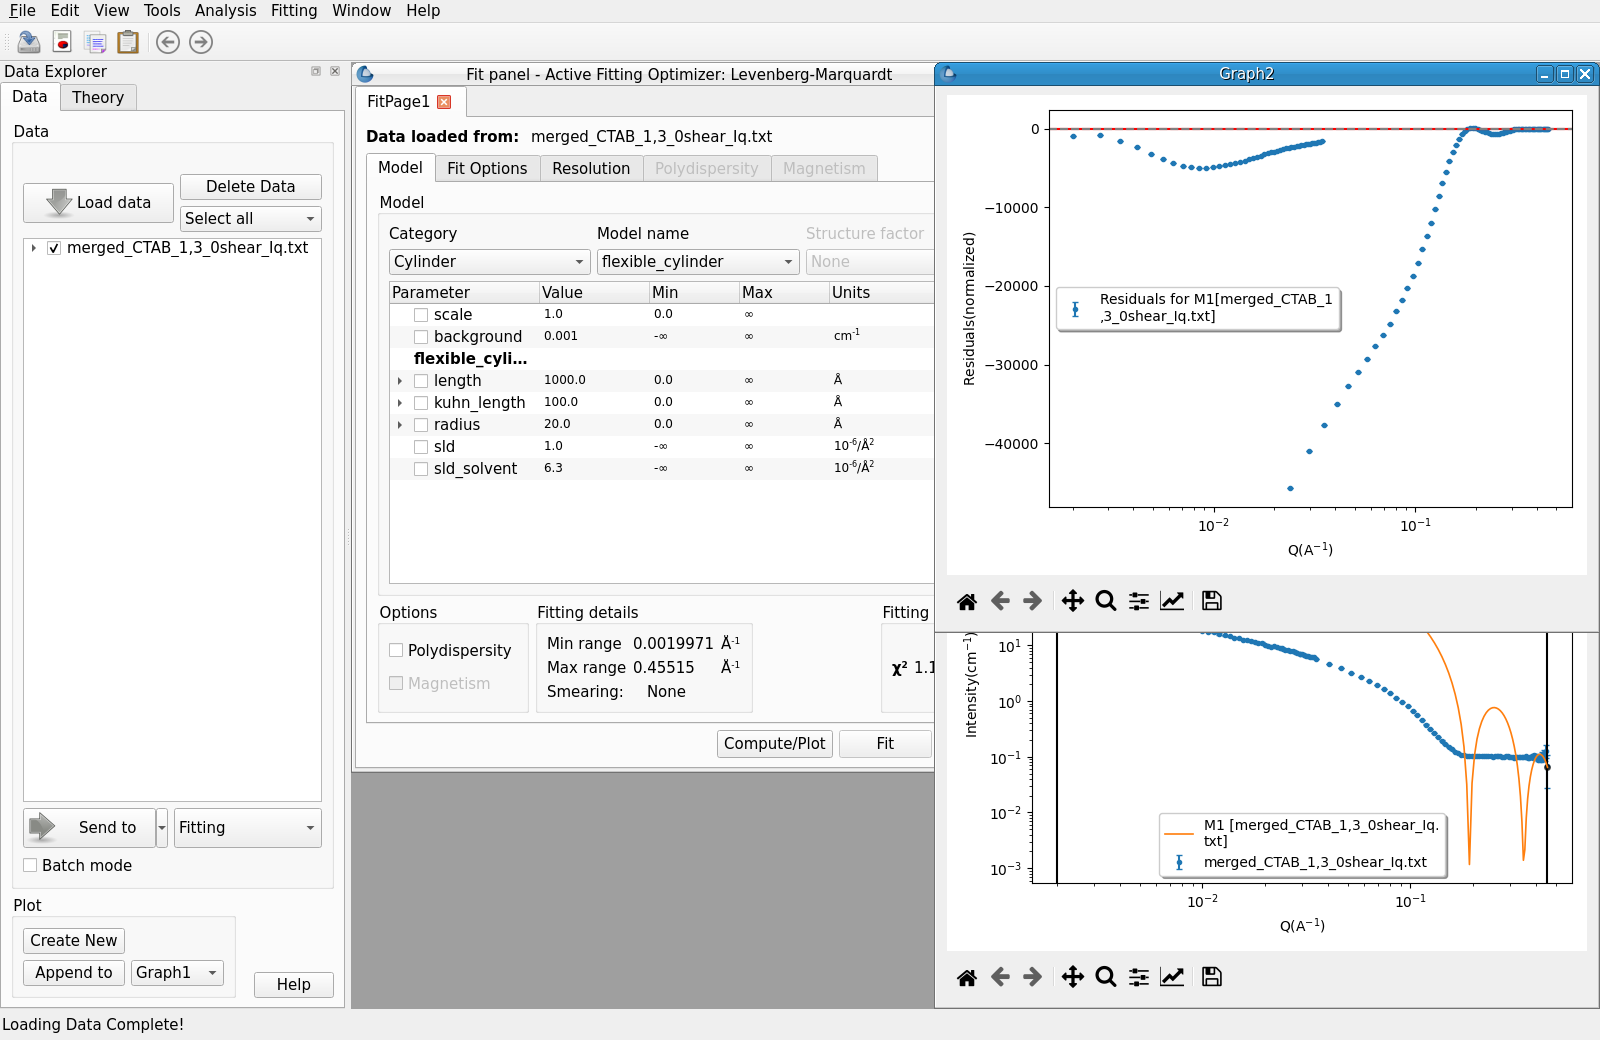 File Edit View Tools Analysis Fitting Window Help
Data Explorer
Data Theory
Data
Load data
Delete Data
Select all
merged_CTAB_1,3_0shear_Iq.txt
Send to
Fitting
Batch mode
Plot
Create New
Append to
Graph1
Help
Loading Data Complete!
Fit panel - Active Fitting Optimizer: Levenberg-Marquardt
FitPage1
Data loaded from: merged_CTAB_1,3_0shear_Iq.txt
Model Fit Options Resolution Polydispersity Magnetism
Model
Category Model name Structure factor
Cylinder flexible_cylinder None
Parameter Value Min Max Units
scale 1.0 0.0 ∞
background 0.001 -∞ ∞ cm⁻¹
flexible_cyli...
length 1000.0 0.0 ∞ Å
kuhn_length 100.0 0.0 ∞ Å
radius 20.0 0.0 ∞ Å
sld 1.0 -∞ ∞ 10⁻⁶/Å²
sld_solvent 6.3 -∞ ∞ 10⁻⁶/Å²
Options Fitting details Fitting
Polydispersity
Magnetism
Min range 0.0019971 Å⁻¹
Max range 0.45515 Å⁻¹
Smearing: None
χ² 1.1
Compute/Plot Fit
Graph2
0
−10000
−20000
−30000
−40000
Residuals(normalized)
Residuals for M1[merged_CTAB_1
,3_0shear_Iq.txt]
10⁻² 10⁻¹
Q(A⁻¹)
10¹
10⁰
10⁻¹
10⁻²
10⁻³
Intensity(cm⁻¹)
M1 [merged_CTAB_1,3_0shear_Iq.
txt]
merged_CTAB_1,3_0shear_Iq.txt
10⁻² 10⁻¹
Q(A⁻¹)